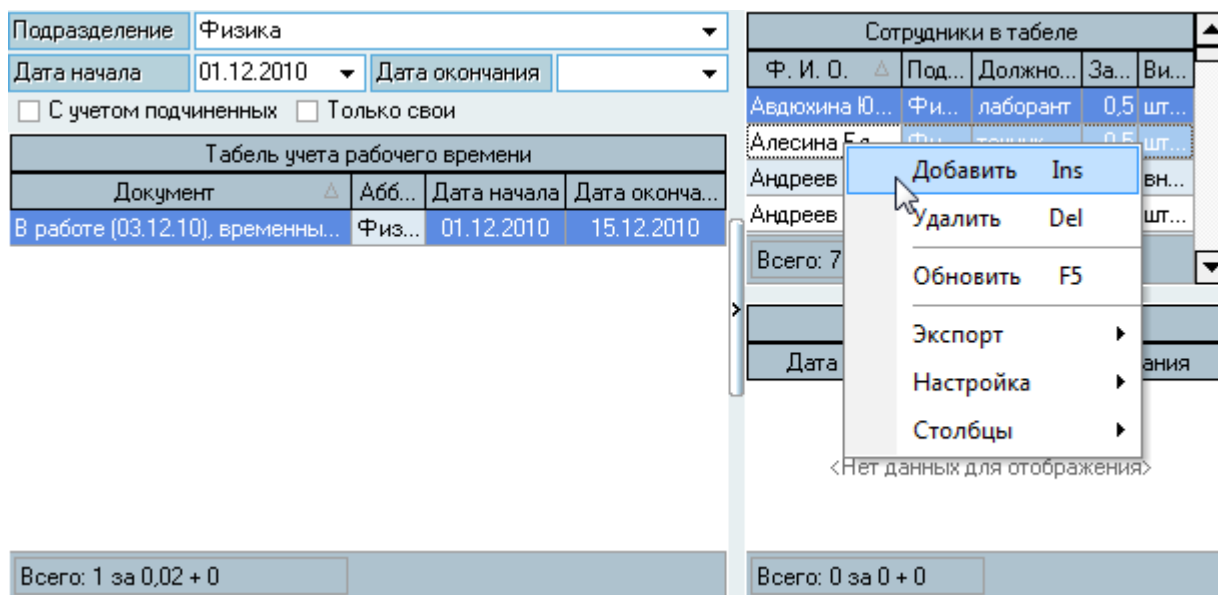 Подразделение Физика
Дата начала 01.12.2010 Дата окончания
С учетом подчиненных Только свои
Табель учета рабочего времени
Документ Абб... Дата начала Дата оконча...
В работе (03.12.10), временны... Физ... 01.12.2010 15.12.2010
Всего: 1 за 0,02 + 0
Сотрудники в табеле
Ф. И. О. Под... Должно... За... Ви...
Авдюхина Ю... Фи... лаборант 0,5 шт...
Алесина шт...
Андреев вн...
Андреев шт...
Всего: 7
Добавить Ins
Удалить Del
Обновить F5
Экспорт
Настройка
Столбцы
Дата ания
<Нет данных для отображения>
Всего: 0 за 0 + 0